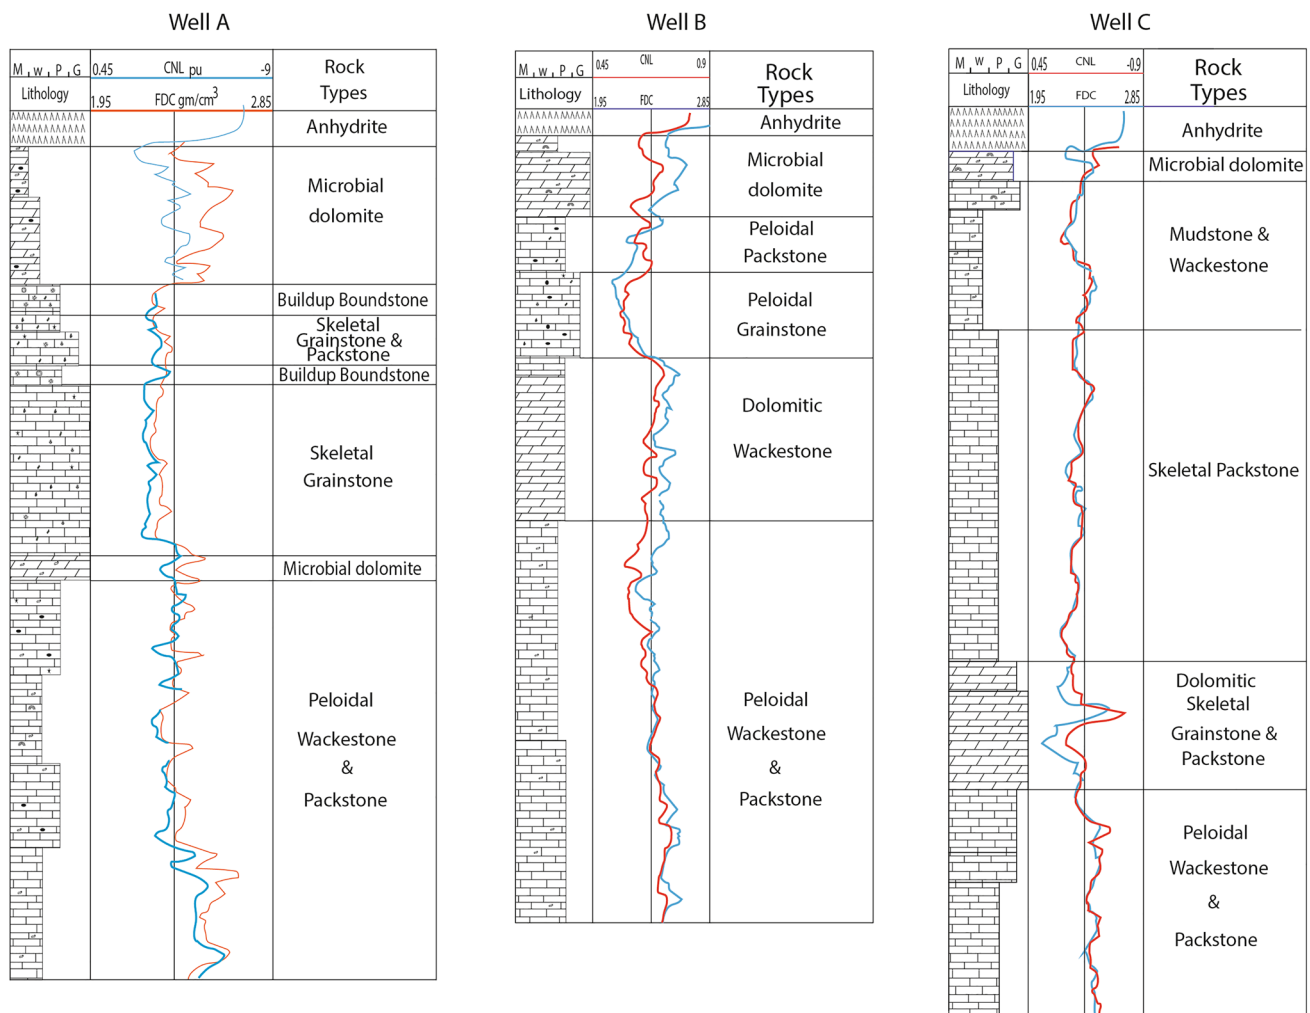 Well A
M W P G
0.45 CNL pu -9
Lithology
1.95 FDC gm/cm3 2.85
Rock
Types
Anhydrite
Microbial
dolomite
Buildup Boundstone
Skeletal
Grainstone &
Packstone
Buildup Boundstone
Skeletal
Grainstone
Microbial dolomite
Peloidal
Wackestone
&
Packstone
Well B
M W P G
0.45 CNL 0.9
Lithology
1.95 FDC 2.85
Rock
Types
Anhydrite
Microbial
dolomite
Peloidal
Packstone
Peloidal
Grainstone
Dolomitic
Wackestone
Peloidal
Wackestone
&
Packstone
Well C
M W P G
0.45 CNL -0.9
Lithology
1.95 FDC 2.85
Rock
Types
Anhydrite
Microbial dolomite
Mudstone &
Wackestone
Skeletal Packstone
Dolomitic
Skeletal
Grainstone &
Packstone
Peloidal
Wackestone
&
Packstone